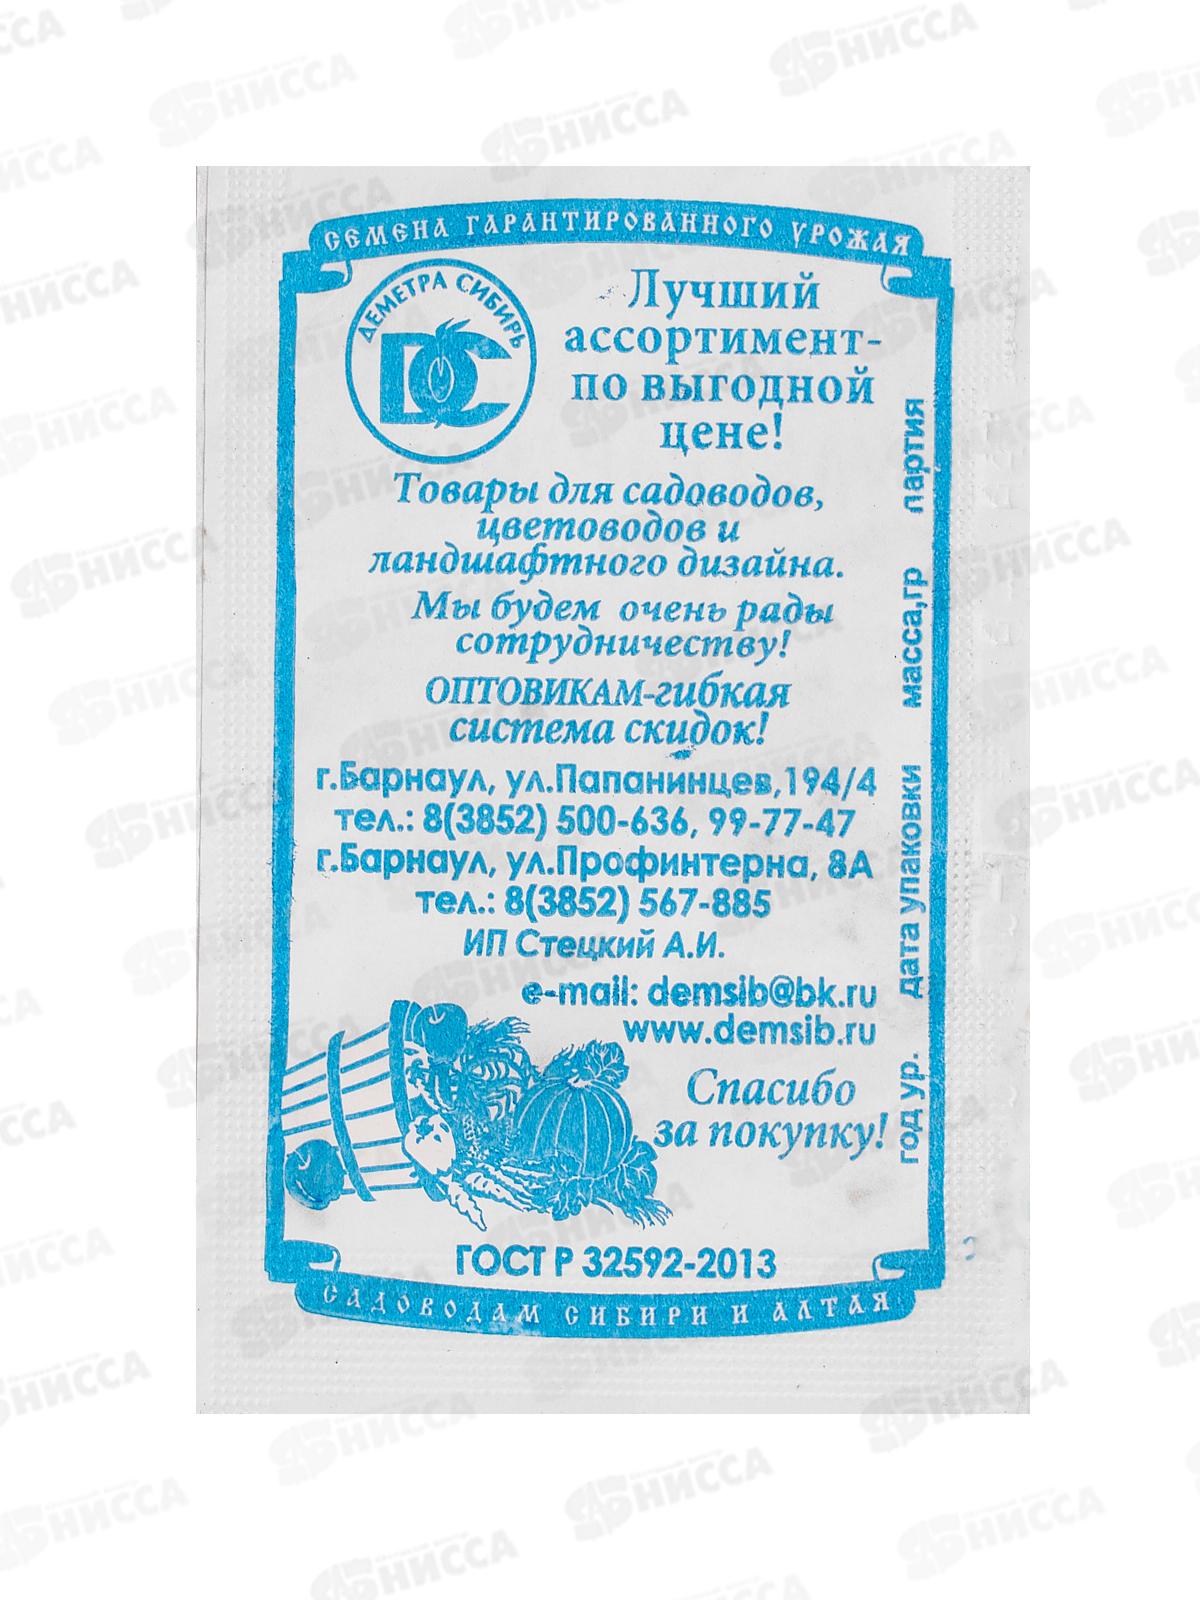 СЕМЕНА ГАРАНТИРОВАННОГО УРОЖАЯ
ДЕМЕТРА СИБИРЬ
DC
Лучший
ассортимент-
по выгодной
цене!
Товары для садоводов,
цветоводов и
ландшафтного дизайна.
Мы будем очень рады
сотрудничеству!
ОПТОВИКАМ-гибкая
система скидок!
г.Барнаул, ул.Папанинцев,194/4
тел.: 8(3852) 500-636, 99-77-47
г.Барнаул, ул.Профинтерна, 8А
тел.: 8(3852) 567-885
ИП Стецкий А.И.
e-mail: demsib@bk.ru
www.demsib.ru
Спасибо
за покупку!
год ур. дата упаковки масса,гр партия
ГОСТ Р 32592-2013
САДОВОДАМ СИБИРИ И АЛТАЯ
НИССА